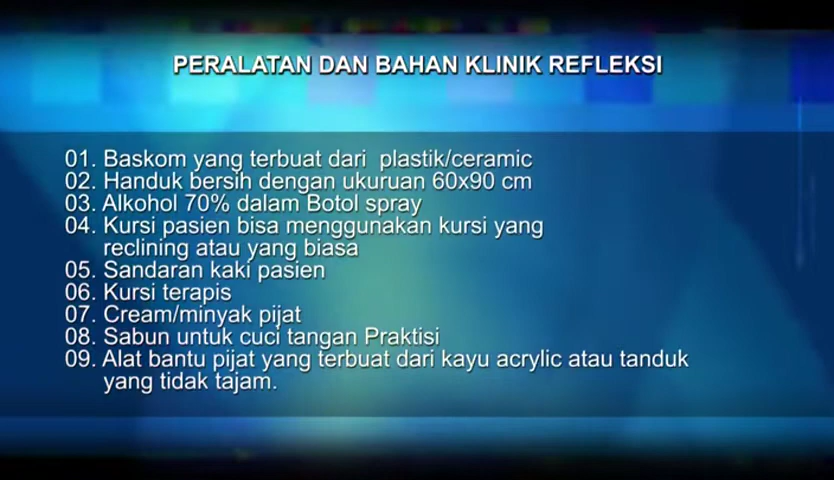 PERALATAN DAN BAHAN KLINIK REFLEKSI
01. Baskom yang terbuat dari plastik/ceramic
02. Handuk bersih dengan ukuruan 60x90 cm
03. Alkohol 70% dalam Botol spray
04. Kursi pasien bisa menggunakan kursi yang
reclining atau yang biasa
05. Sandaran kaki pasien
06. Kursi terapis
07. Cream/minyak pijat
08. Sabun untuk cuci tangan Praktisi
09. Alat bantu pijat yang terbuat dari kayu acrylic atau tanduk
yang tidak tajam.